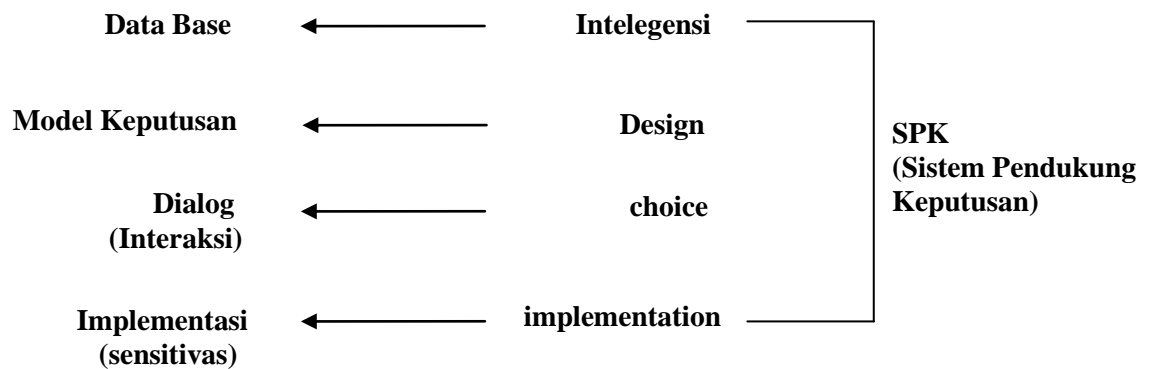 Data Base
Intelegensi
Model Keputusan
Design
SPK
(Sistem Pendukung
Keputusan)
Dialog
(Interaksi)
choice
Implementasi
(sensitivas)
implementation